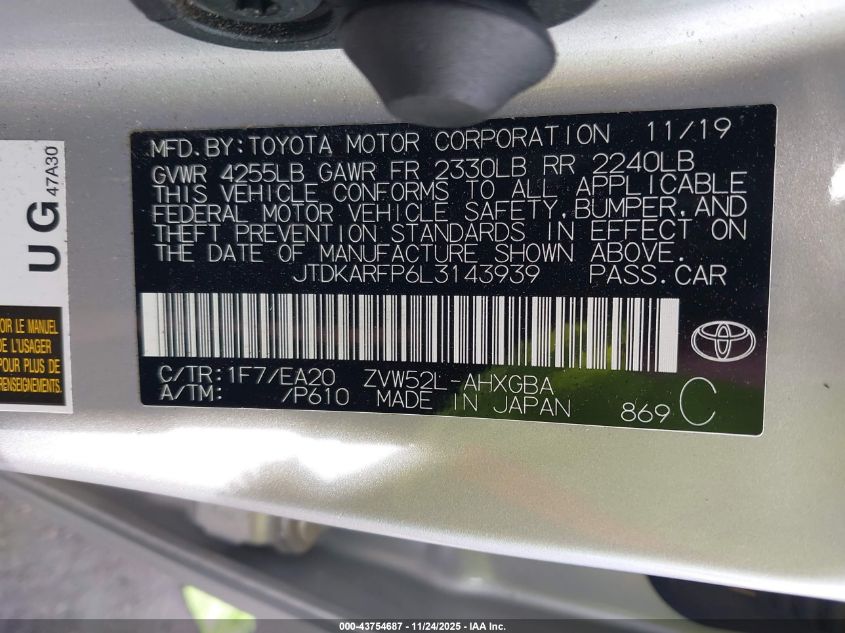 MFD.BY:TOYOTA MOTOR CORPORATION 11/19
GVWR 4255LB GAWR FR 2330LB RR 2240LB
THIS VEHICLE CONFORMS TO ALL APPLICABLE
FEDERAL MOTOR VEHICLE SAFETY,BUMPER,AND
THEFT PREVENTION STANDARDS IN EFFECT ON
THE DATE OF MANUFACTURE SHOWN ABOVE.
JTDKARFP6L3143939 PASS.CAR
C/TR:1F7/EA20 ZVW52L-AHXGBA
A/TM: /P610 MADE IN JAPAN 869 C
UG 47A30
OIR LE MANUEL
DE L'USAGER
PLUS DE
ENSEIGNEMENTS
000-43754687 - 11/24/2025 - IAA Inc.